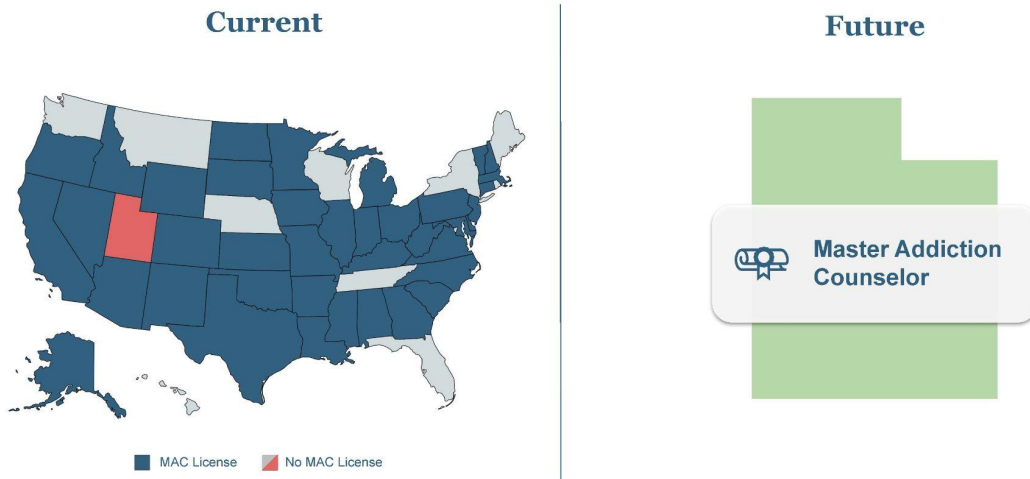 Current
Future
Master Addiction
Counselor
MAC License
No MAC License